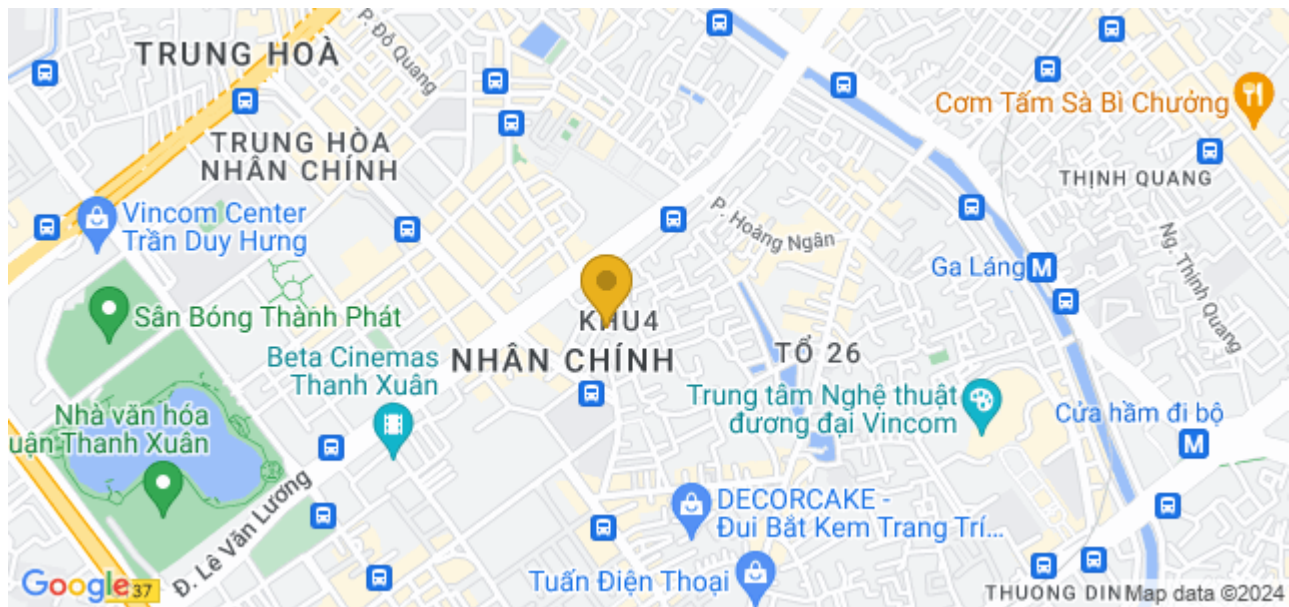 TRUNG HOÀ
P. Đỗ Quang
Cơm Tấm Sà Bì Chưởng
TRUNG HÒA
NHÂN CHÍNH
THỊNH QUANG
Vincom Center
Trần Duy Hưng
P. Hoàng Ngân
Ng. Thịnh Quang
Ga Láng
M
Sân Bóng Thành Phát
KHU4
NHÂN CHÍNH
TỔ 26
Beta Cinemas
Thanh Xuân
Trung tâm Nghệ thuật
đương đại Vincom
Nhà văn hóa
uận Thanh Xuân
Cửa hầm đi bộ
M
Đ. Lê Văn Lương
DECORCAKE -
Đui Bắt Kem Trang Trí...
Tuấn Điện Thoại
Google
37
THUONG DIN
Map data ©2024